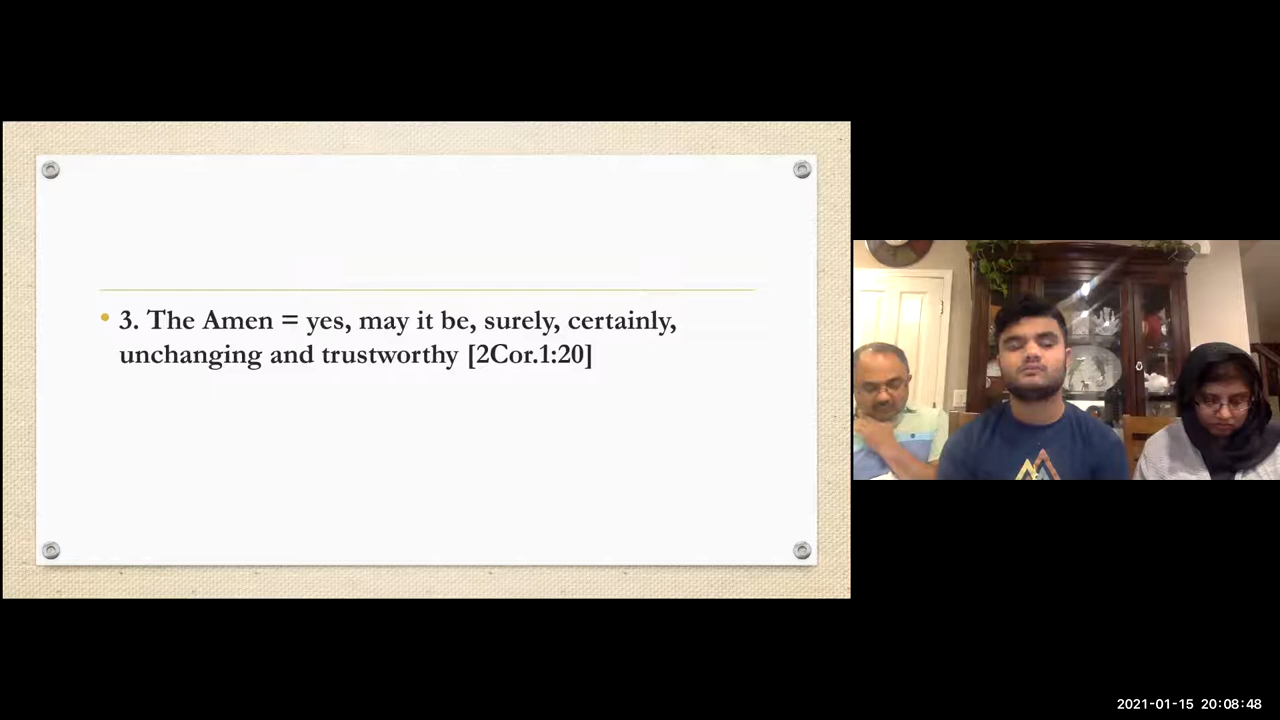 • 3. The Amen = yes, may it be, surely, certainly,
unchanging and trustworthy [2Cor.1:20]
2021-01-15 20:08:48